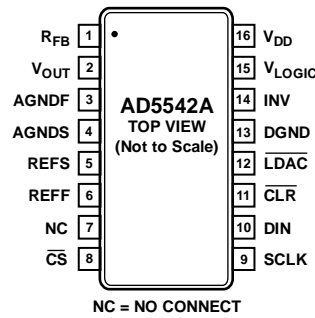 RFB 1 16 VDD
VOUT 2 15 VLOGIC
AGNDF 3 14 INV
AGNDS 4 AD5542A 13 DGND
TOP VIEW
REFS 5 (Not to Scale) 12 LDAC
REFF 6 11 CLR
NC 7 10 DIN
CS 8 9 SCLK
NC = NO CONNECT